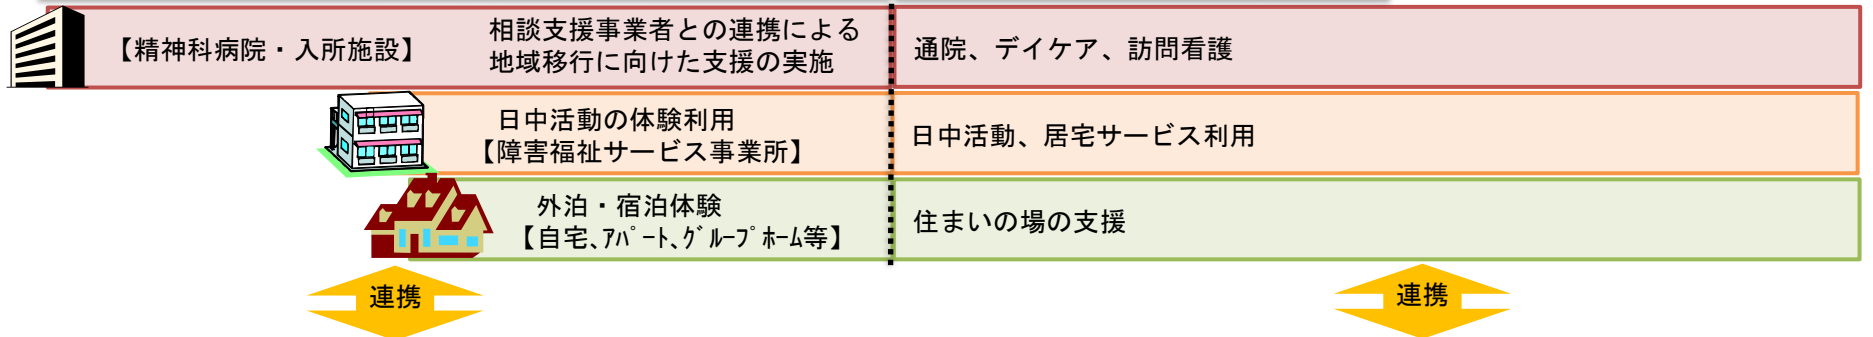 【精神科病院・入所施設】
相談支援事業者との連携による
地域移行に向けた支援の実施
通院、デイケア、訪問看護
日中活動の体験利用
【障害福祉サービス事業所】
日中活動、居宅サービス利用
外泊・宿泊体験
【自宅、ｱﾊﾟｰﾄ、ｸﾞﾙｰﾌﾟﾎｰﾑ等】
住まいの場の支援
連携
連携